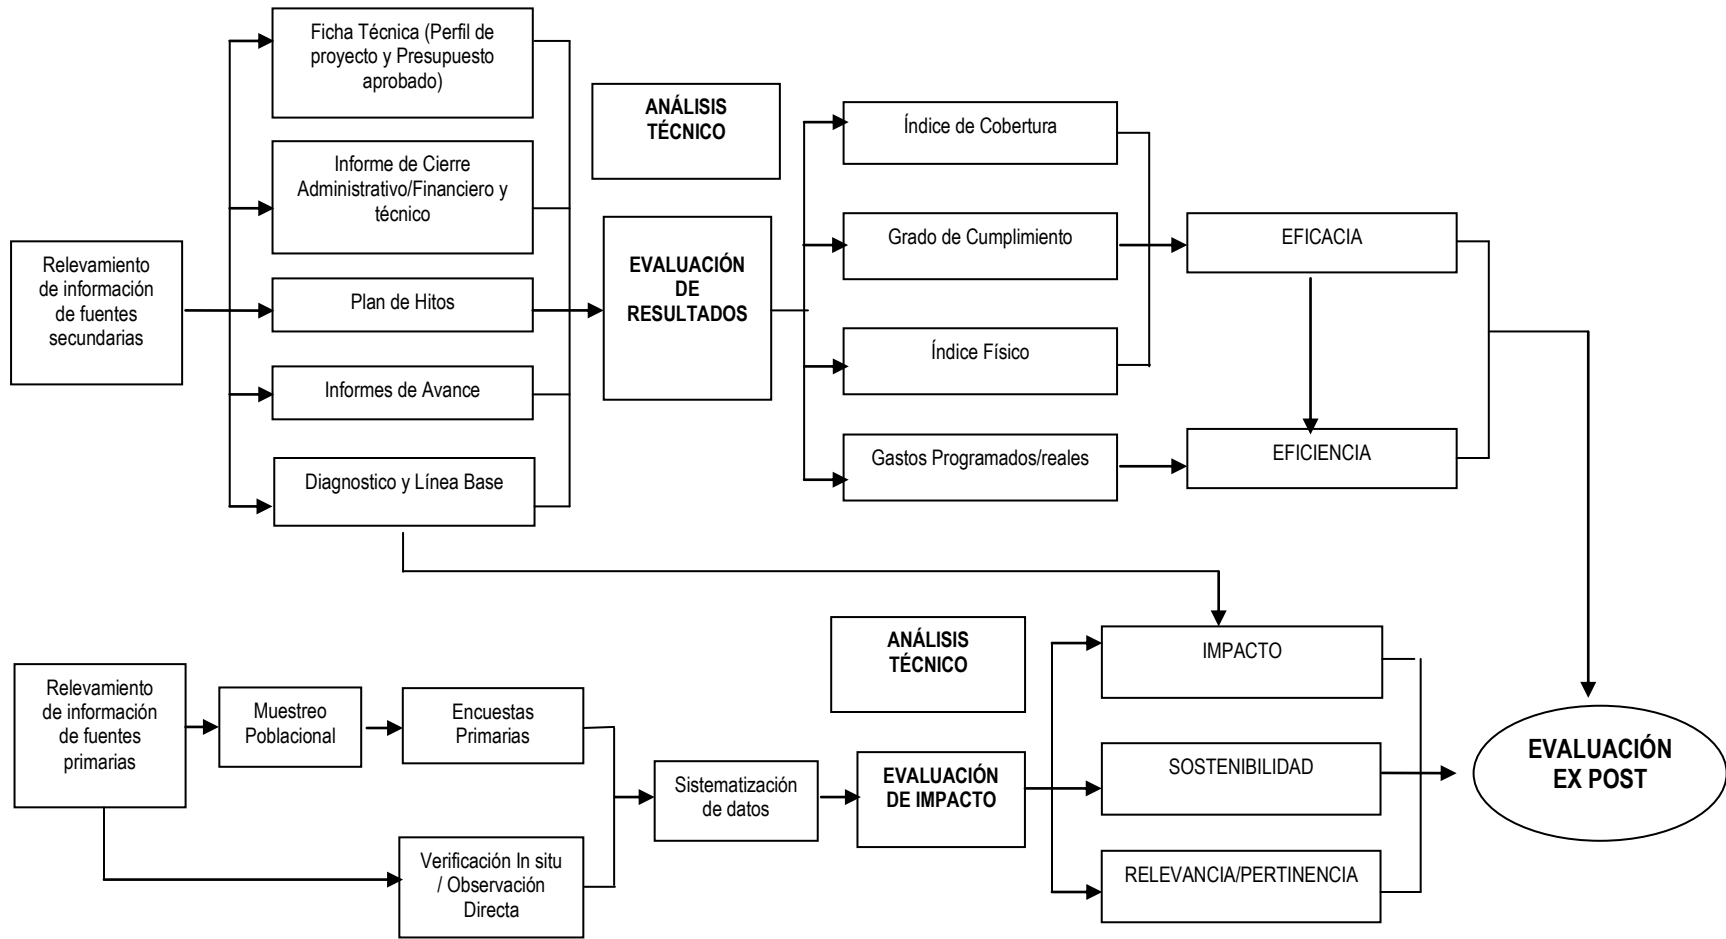 Ficha Técnica (Perfil de
proyecto y Presupuesto
aprobado)
Informe de Cierre
Administrativo/Financiero y
técnico
Relevamiento
de información
de fuentes
secundarias
Plan de Hitos
Informes de Avance
Diagnostico y Línea Base
ANÁLISIS
TÉCNICO
EVALUACIÓN
DE
RESULTADOS
Índice de Cobertura
Grado de Cumplimiento
Índice Físico
Gastos Programados/reales
EFICACIA
EFICIENCIA
Relevamiento
de información
de fuentes
primarias
Muestreo
Poblacional
Encuestas
Primarias
Verificación In situ
/ Observación
Directa
Sistematización
de datos
ANÁLISIS
TÉCNICO
EVALUACIÓN
DE IMPACTO
IMPACTO
SOSTENIBILIDAD
RELEVANCIA/PERTINENCIA
EVALUACIÓN
EX POST